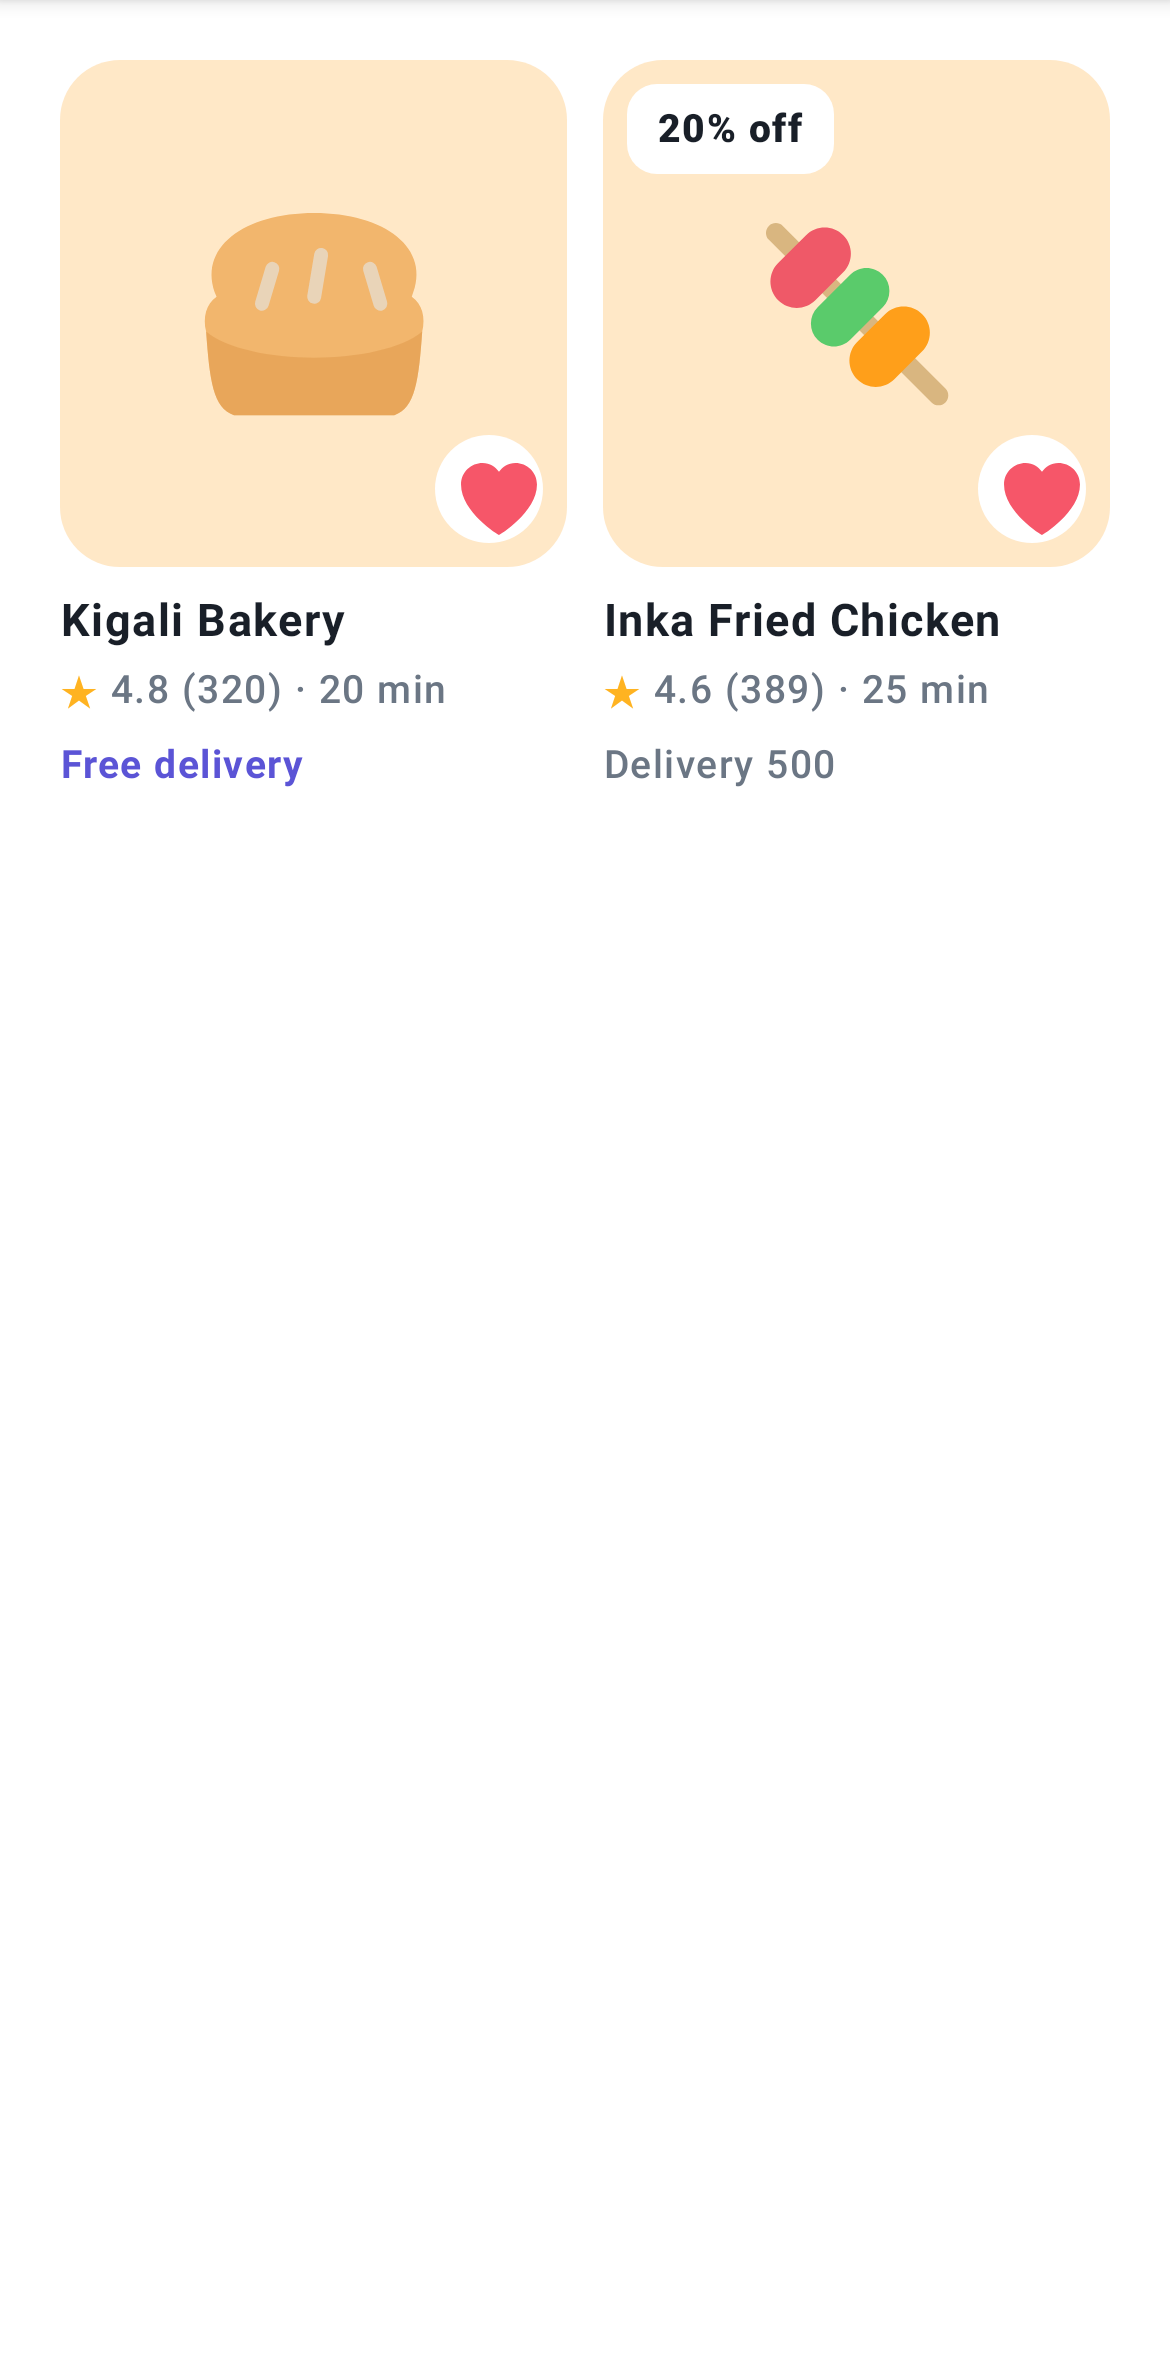 20% off
Kigali Bakery
4.8 (320) · 20 min
Free delivery
Inka Fried Chicken
4.6 (389) · 25 min
Delivery 500